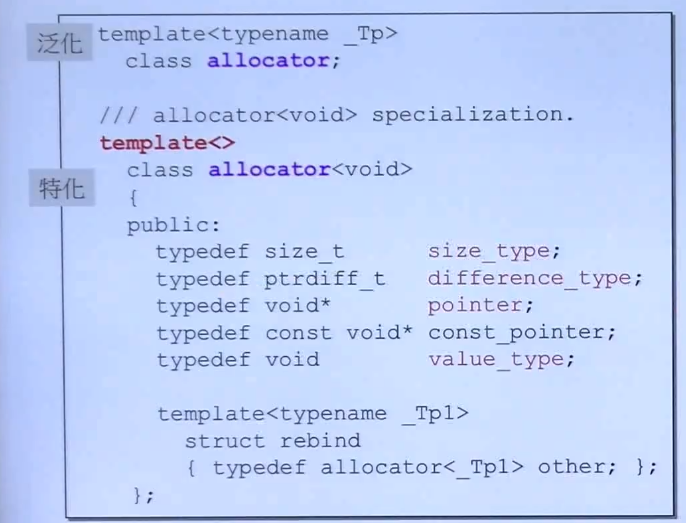 泛化
template<typename _Tp>
class allocator;
/// allocator<void> specialization.
template<>
特化
class allocator<void>
{
public:
typedef size_t size_type;
typedef ptrdiff_t difference_type;
typedef void* pointer;
typedef const void* const_pointer;
typedef void value_type;
template<typename _Tp1>
struct rebind
{ typedef allocator<_Tp1> other; };
};